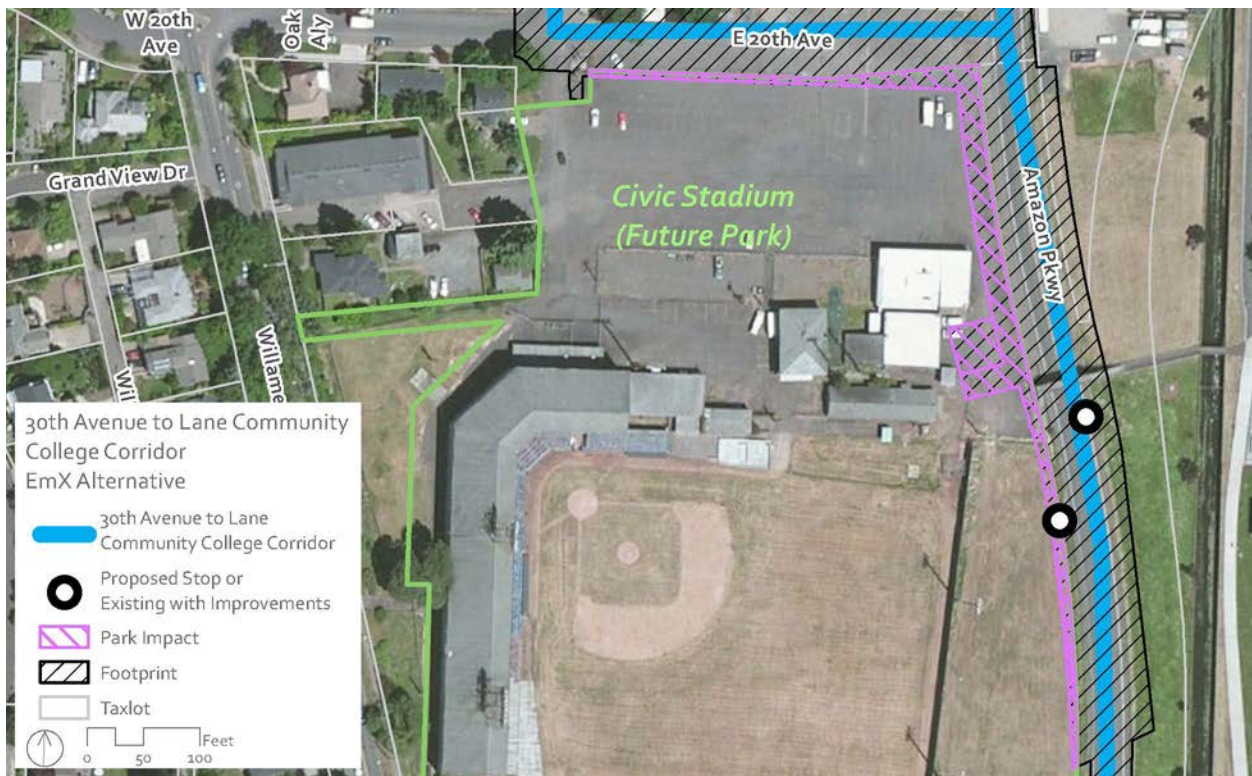 W 20th
Ave
Oak
Aly
E 20th Ave
Grand View Dr
Civic Stadium
(Future Park)
Amazon Pkwy
Willame
Wil
30th Avenue to Lane Community
College Corridor
EmX Alternative
30th Avenue to Lane
Community College Corridor
Proposed Stop or
Existing with Improvements
Park Impact
Footprint
Taxlot
Feet
0 50 100